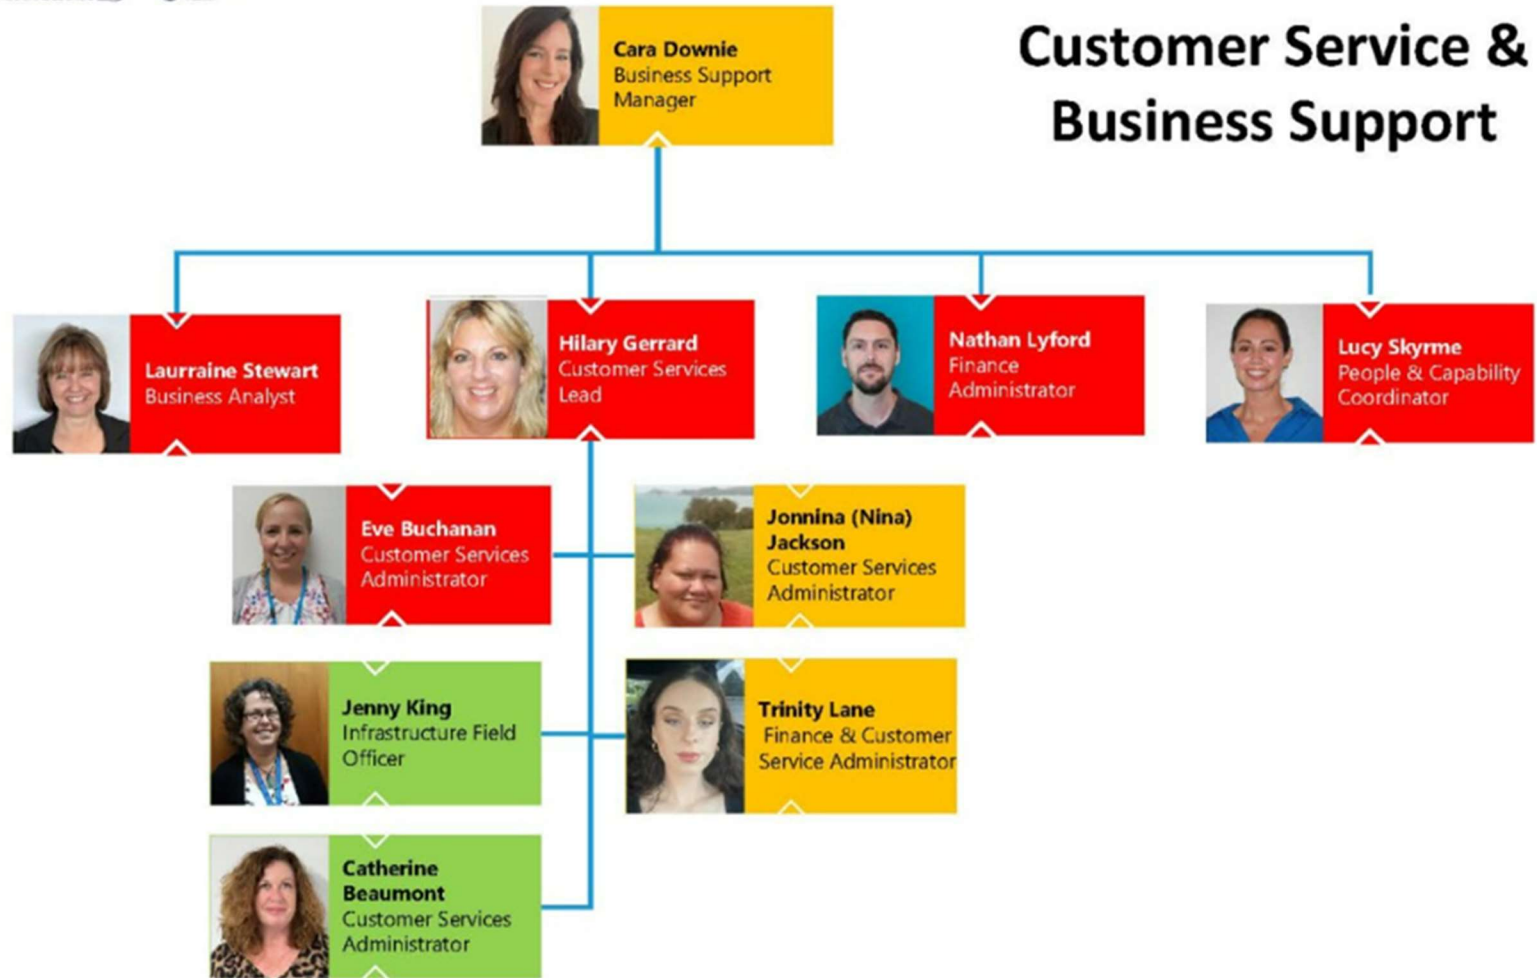 Customer Service &
Business Support
Cara Downie
Business Support
Manager
Laurraine Stewart
Business Analyst
Hilary Gerrard
Customer Services
Lead
Nathan Lyford
Finance
Administrator
Lucy Skyrme
People & Capability
Coordinator
Eve Buchanan
Customer Services
Administrator
Jonnina (Nina)
Jackson
Customer Services
Administrator
Jenny King
Infrastructure Field
Officer
Trinity Lane
Finance & Customer
Service Administrator
Catherine
Beaumont
Customer Services
Administrator